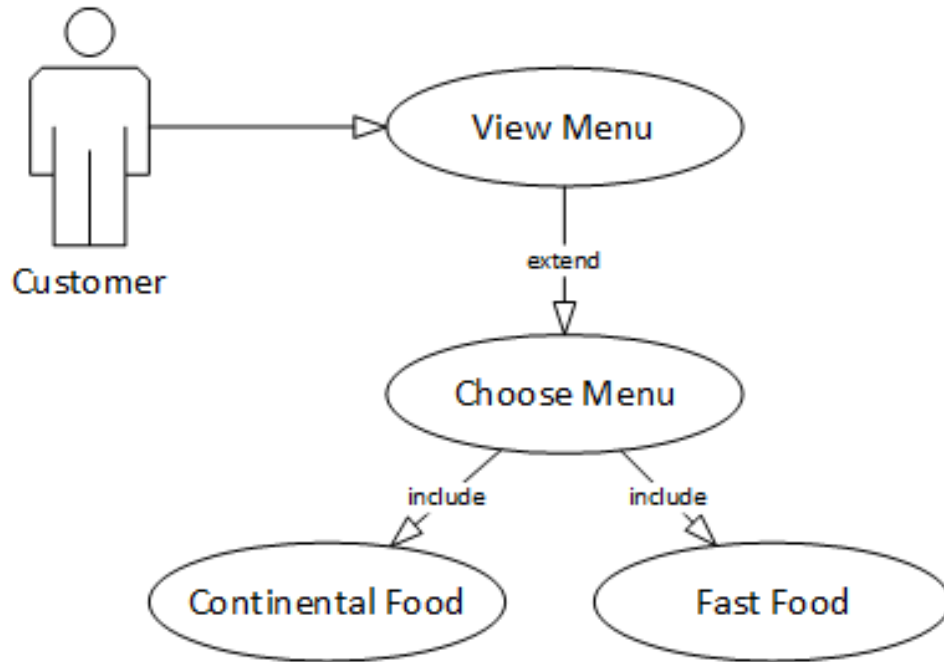 View Menu
Customer
extend
Choose Menu
include
include
Continental Food
Fast Food